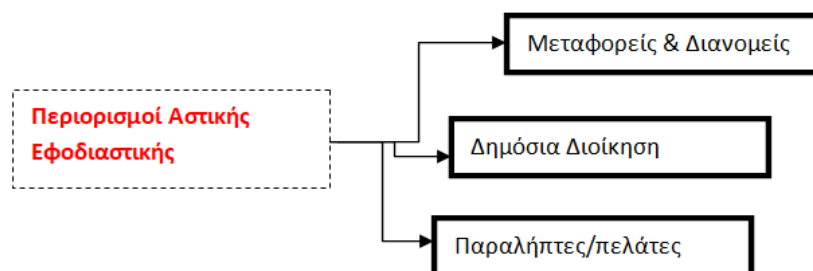 Μεταφορείς & Διανομείς
Περιορισμοί Αστικής
Εφοδιαστικής
Δημόσια Διοίκηση
Παραλήπτες/πελάτες